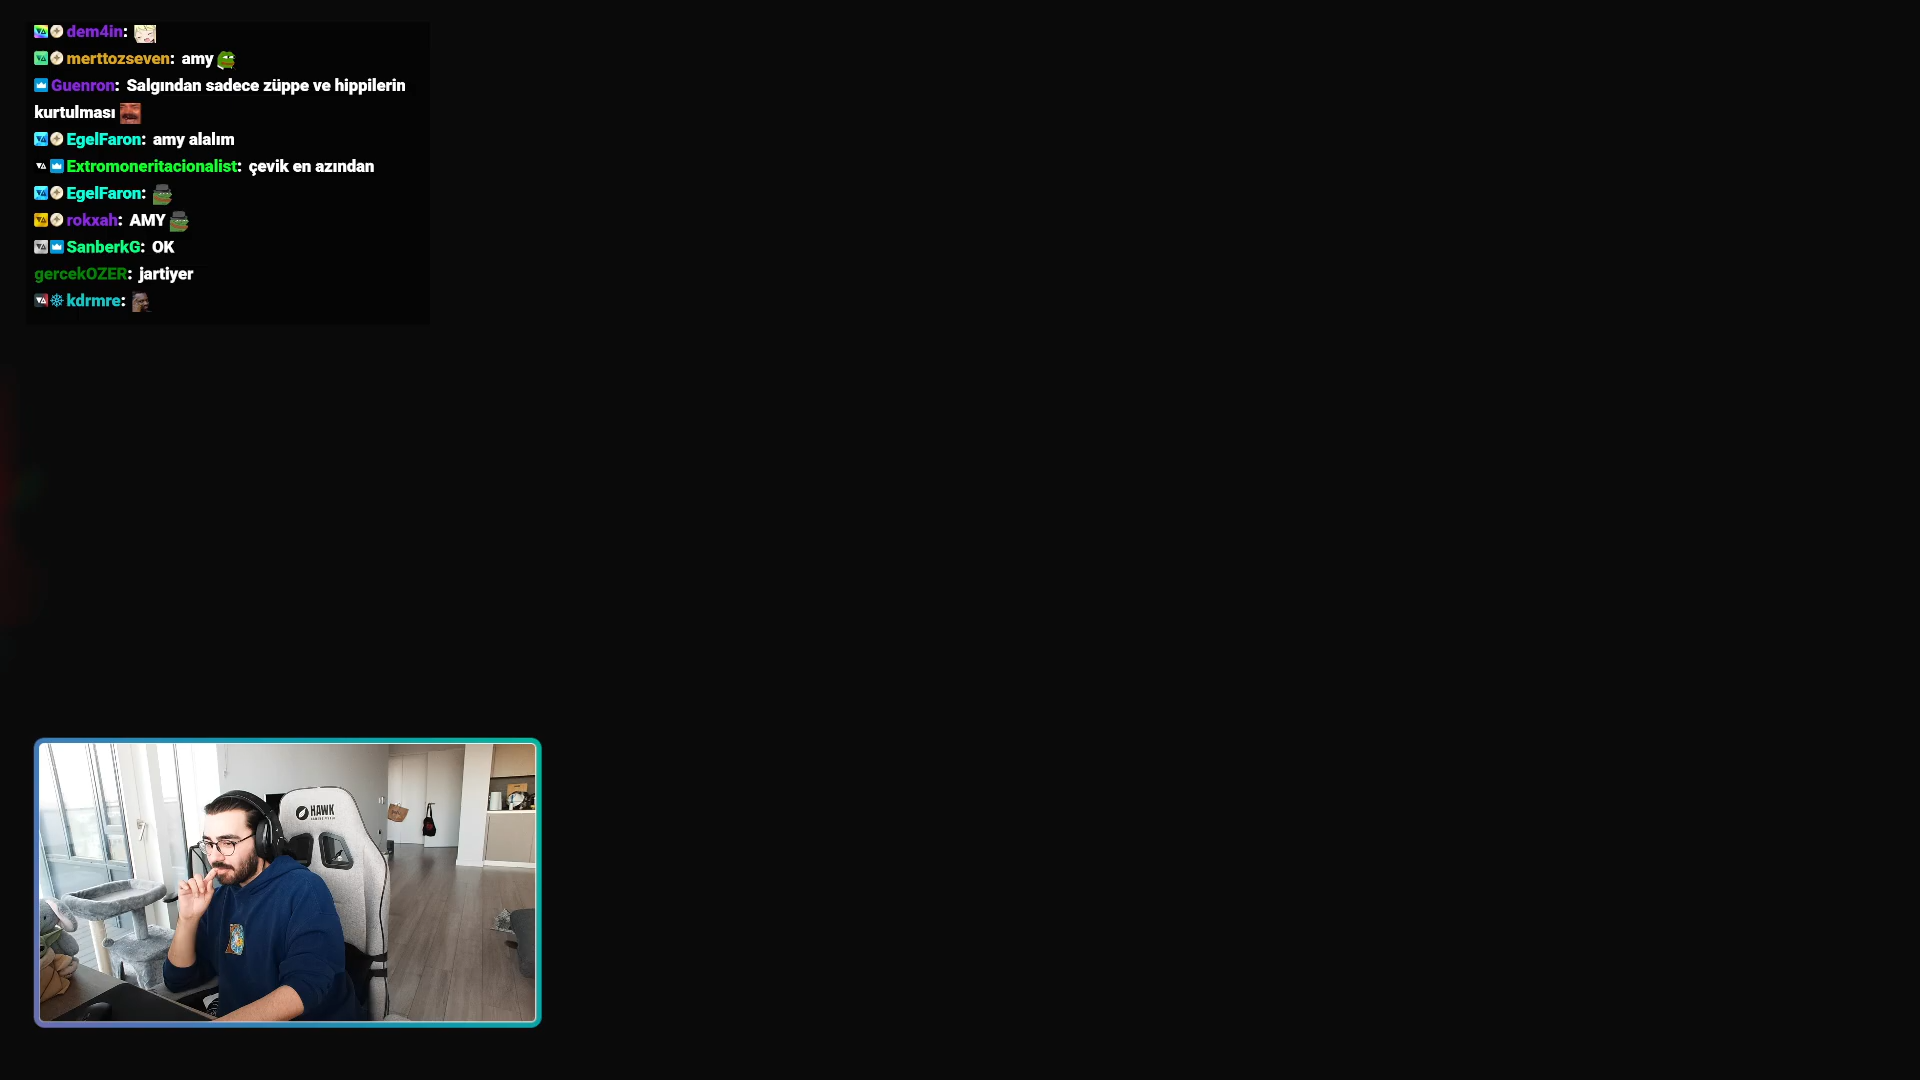 dem4in:
merttozseven: amy
Guenron: Salgından sadece züppe ve hippilerin
kurtulması
EgelFaron: amy alalım
Extromoneritacionalist: çevik en azından
EgelFaron:
rokxah: AMY
SanberkG: OK
gercekOZER: jartiyer
kdrmre:
HAWK